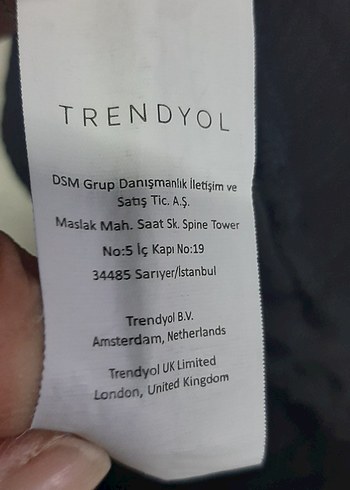 TRENDYOL
DSM Grup Danışmanlık İletişim ve
Satış Tic. A.Ş.
Maslak Mah. Saat Sk. Spine Tower
No:5 İç Kapı No:19
34485 Sarıyer/İstanbul
Trendyol B.V.
Amsterdam, Netherlands
Trendyol UK Limited
London, United Kingdom